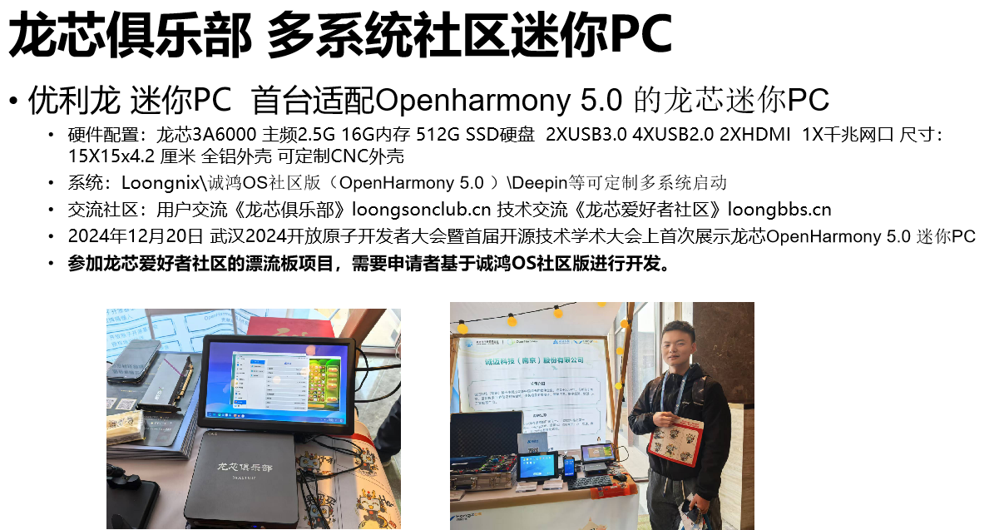 龙芯俱乐部 多系统社区迷你PC
• 优利龙 迷你PC 首台适配Openharmony 5.0 的龙芯迷你PC
• 硬件配置：龙芯3A6000 主频2.5G 16G内存 512G SSD硬盘 2XUSB3.0 4XUSB2.0 2XHDMI 1X千兆网口 尺寸：
15X15x4.2 厘米 全铝外壳 可定制CNC外壳
• 系统：Loongnix\诚鸿OS社区版（OpenHarmony 5.0 ）\Deepin等可定制多系统启动
• 交流社区：用户交流《龙芯俱乐部》loongsonclub.cn 技术交流《龙芯爱好者社区》loongbbs.cn
• 2024年12月20日 武汉2024开放原子开发者大会暨首届开源技术学术大会上首次展示龙芯OpenHarmony 5.0 迷你PC
• 参加龙芯爱好者社区的漂流板项目，需要申请者基于诚鸿OS社区版进行开发。
龙芯俱乐部
OpenHarmony
诚迈科技（南京）股份有限公司